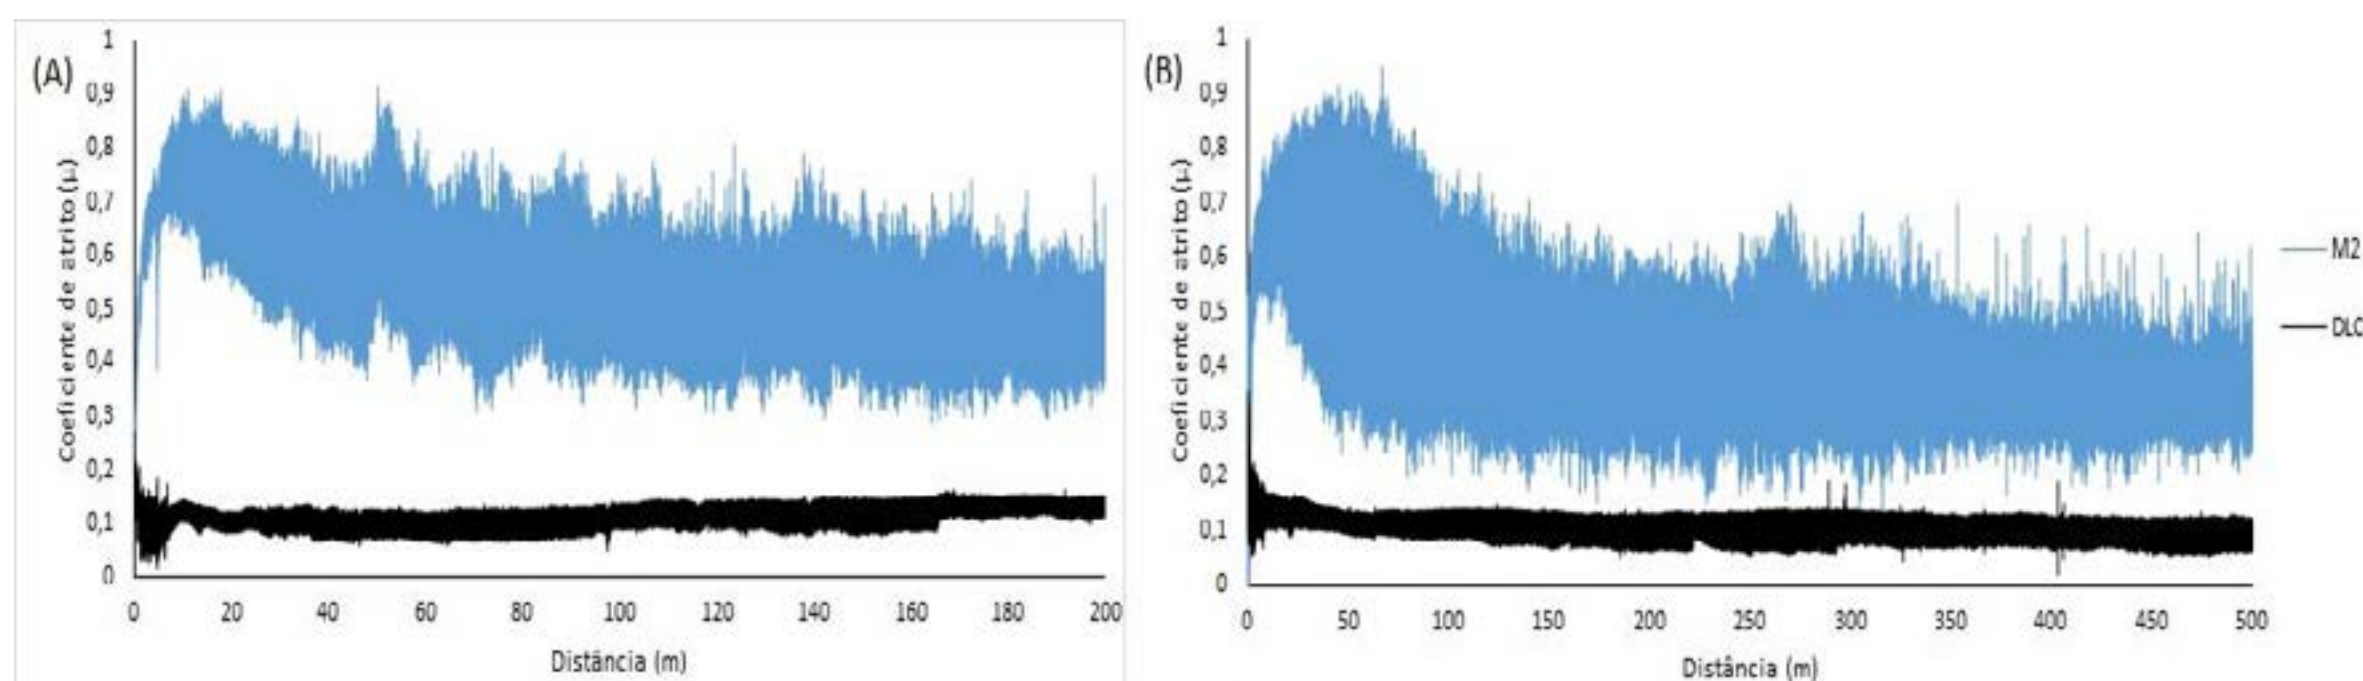 (A)
Coeficiente de atrito (µ)
1
0,9
0,8
0,7
0,6
0,5
0,4
0,3
0,2
0,1
0
0 20 40 60 80 100 120 140 160 180 200
Distância (m)
(B)
Coeficiente de atrito (µ)
1
0,9
0,8
0,7
0,6
0,5
0,4
0,3
0,2
0,1
0
0 50 100 150 200 250 300 350 400 450 500
Distância (m)
M2
DLC